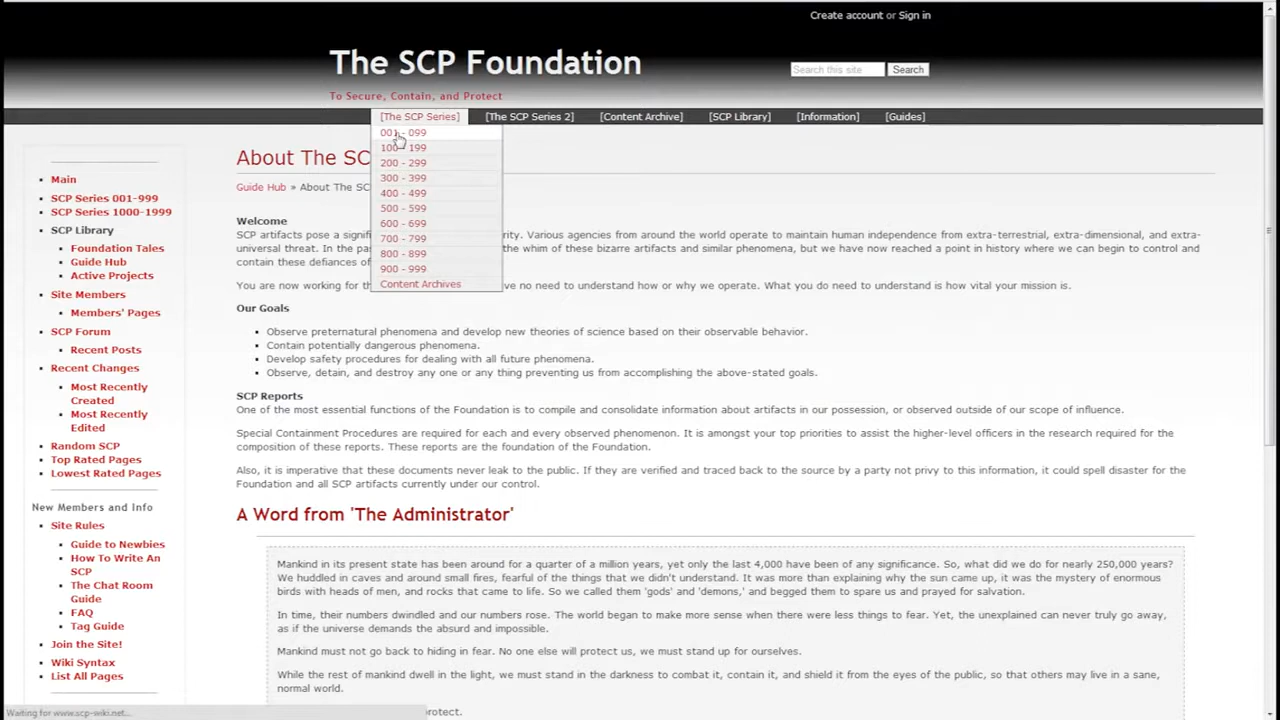 Create account or Sign in
The SCP Foundation
Search this site Search
To Secure, Contain, and Protect
[The SCP Series] [The SCP Series 2] [Content Archive] [SCP Library] [Information] [Guides]
001 - 099
100 - 199
200 - 299
300 - 399
400 - 499
500 - 599
600 - 699
700 - 799
800 - 899
900 - 999
Content Archives
Main
SCP Series 001-999
SCP Series 1000-1999
SCP Library
Foundation Tales
Guide Hub
Active Projects
Site Members
Members' Pages
SCP Forum
Recent Posts
Recent Changes
Most Recently
Created
Most Recently
Edited
Random SCP
Top Rated Pages
Lowest Rated Pages
New Members and Info
Site Rules
Guide to Newbies
How To Write An
SCP
The Chat Room
Guide
FAQ
Tag Guide
Join the Site!
Wiki Syntax
List All Pages
About The SC
Guide Hub » About The SC
Welcome
SCP artifacts pose a signifi rity. Various agencies from around the world operate to maintain human independence from extra-terrestrial, extra-dimensional, and extra-
universal threat. In the pas the whim of these bizarre artifacts and similar phenomena, but we have now reached a point in history where we can begin to control and
contain these defiances of
You are now working for th ve no need to understand how or why we operate. What you do need to understand is how vital your mission is.
Our Goals
Observe preternatural phenomena and develop new theories of science based on their observable behavior.
Contain potentially dangerous phenomena.
Develop safety procedures for dealing with all future phenomena.
Observe, detain, and destroy any one or any thing preventing us from accomplishing the above-stated goals.
SCP Reports
One of the most essential functions of the Foundation is to compile and consolidate information about artifacts in our possession, or observed outside of our scope of influence.
Special Containment Procedures are required for each and every observed phenomenon. It is amongst your top priorities to assist the higher-level officers in the research required for the
composition of these reports. These reports are the foundation of the Foundation.
Also, it is imperative that these documents never leak to the public. If they are verified and traced back to the source by a party not privy to this information, it could spell disaster for the
Foundation and all SCP artifacts currently under our control.
A Word from 'The Administrator'
Mankind in its present state has been around for a quarter of a million years, yet only the last 4,000 have been of any significance. So, what did we do for nearly 250,000 years?
We huddled in caves and around small fires, fearful of the things that we didn't understand. It was more than explaining why the sun came up, it was the mystery of enormous
birds with heads of men, and rocks that came to life. So we called them 'gods' and 'demons,' and begged them to spare us and prayed for salvation.
In time, their numbers dwindled and our numbers rose. The world began to make more sense when there were less things to fear. Yet, the unexplained can never truly go away,
as if the universe demands the absurd and impossible.
Mankind must not go back to hiding in fear. No one else will protect us, we must stand up for ourselves.
While the rest of mankind dwell in the light, we must stand in the darkness to combat it, contain it, and shield it from the eyes of the public, so that others may live in a sane,
normal world.
protect.
Waiting for www.scp-wiki.net...